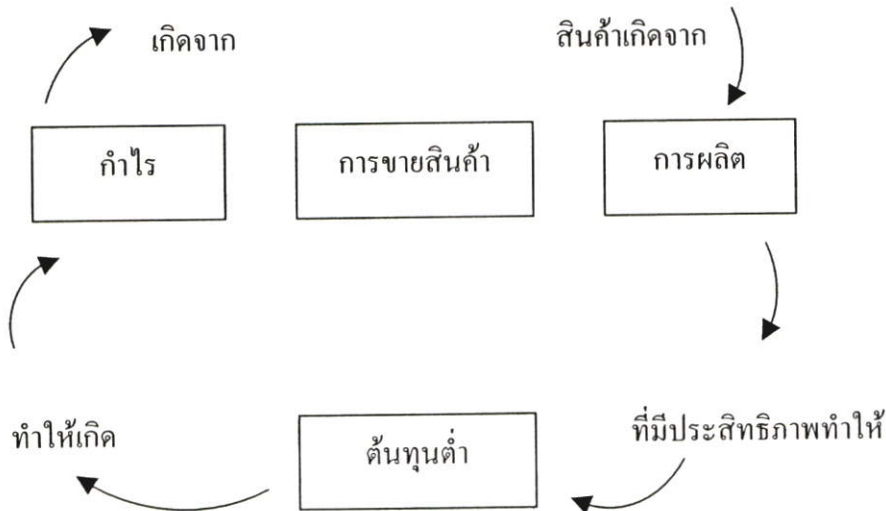 เกิดจาก
สินค้าเกิดจาก
กำไร
การขายสินค้า
การผลิต
ทำให้เกิด
ต้นทุนต่ำ
ที่มีประสิทธิภาพทำให้